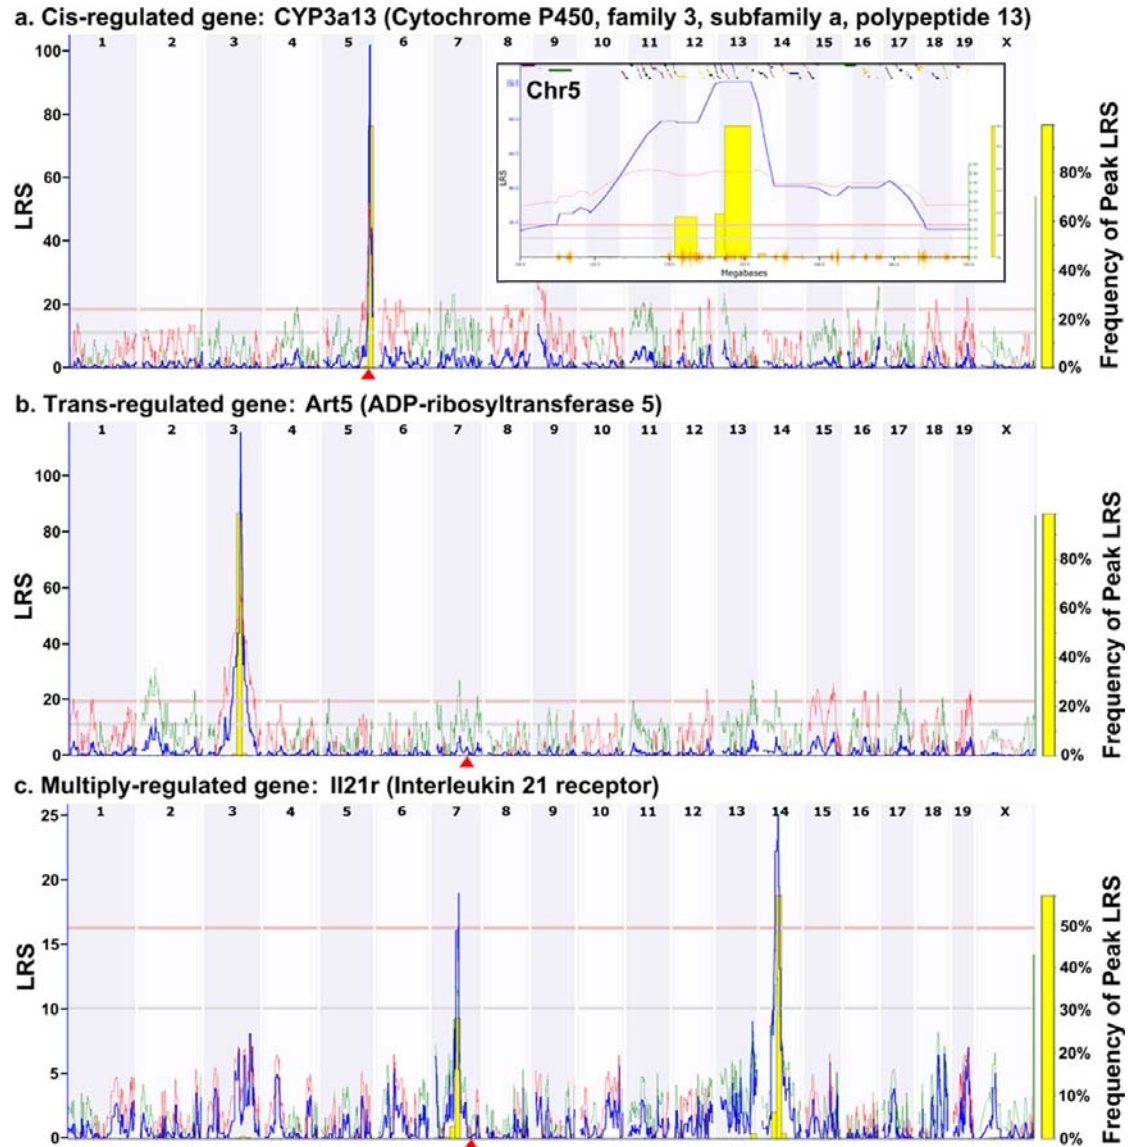 a. Cis-regulated gene: CYP3a13 (Cytochrome P450, family 3, subfamily a, polypeptide 13)
1 2 3 4 5 6 7 8 9 10 11 12 13 14 15 16 17 18 19 X
100
80
60
40
20
0
LRS
Chr5
LRS
Megabases
80%
60%
40%
20%
0%
Frequency of Peak LRS
b. Trans-regulated gene: Art5 (ADP-ribosyltransferase 5)
1 2 3 4 5 6 7 8 9 10 11 12 13 14 15 16 17 18 19 X
100
80
60
40
20
0
LRS
80%
60%
40%
20%
0%
Frequency of Peak LRS
c. Multiply-regulated gene: Il21r (Interleukin 21 receptor)
1 2 3 4 5 6 7 8 9 10 11 12 13 14 15 16 17 18 19 X
25
20
15
10
5
0
LRS
50%
40%
30%
20%
10%
0%
Frequency of Peak LRS